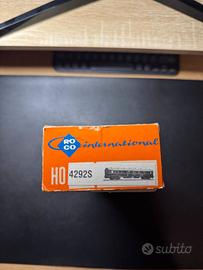 ROCO international
HO 4292S
subito